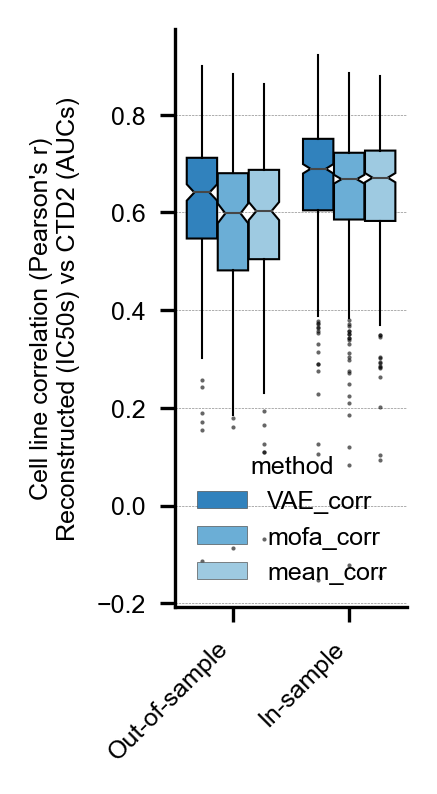 Cell line correlation (Pearson's r)
Reconstructed (IC50s) vs CTD2 (AUCs)
0.8
0.6
0.4
0.2
0.0
−0.2
method
VAE_corr
mofa_corr
mean_corr
Out-of-sample
In-sample